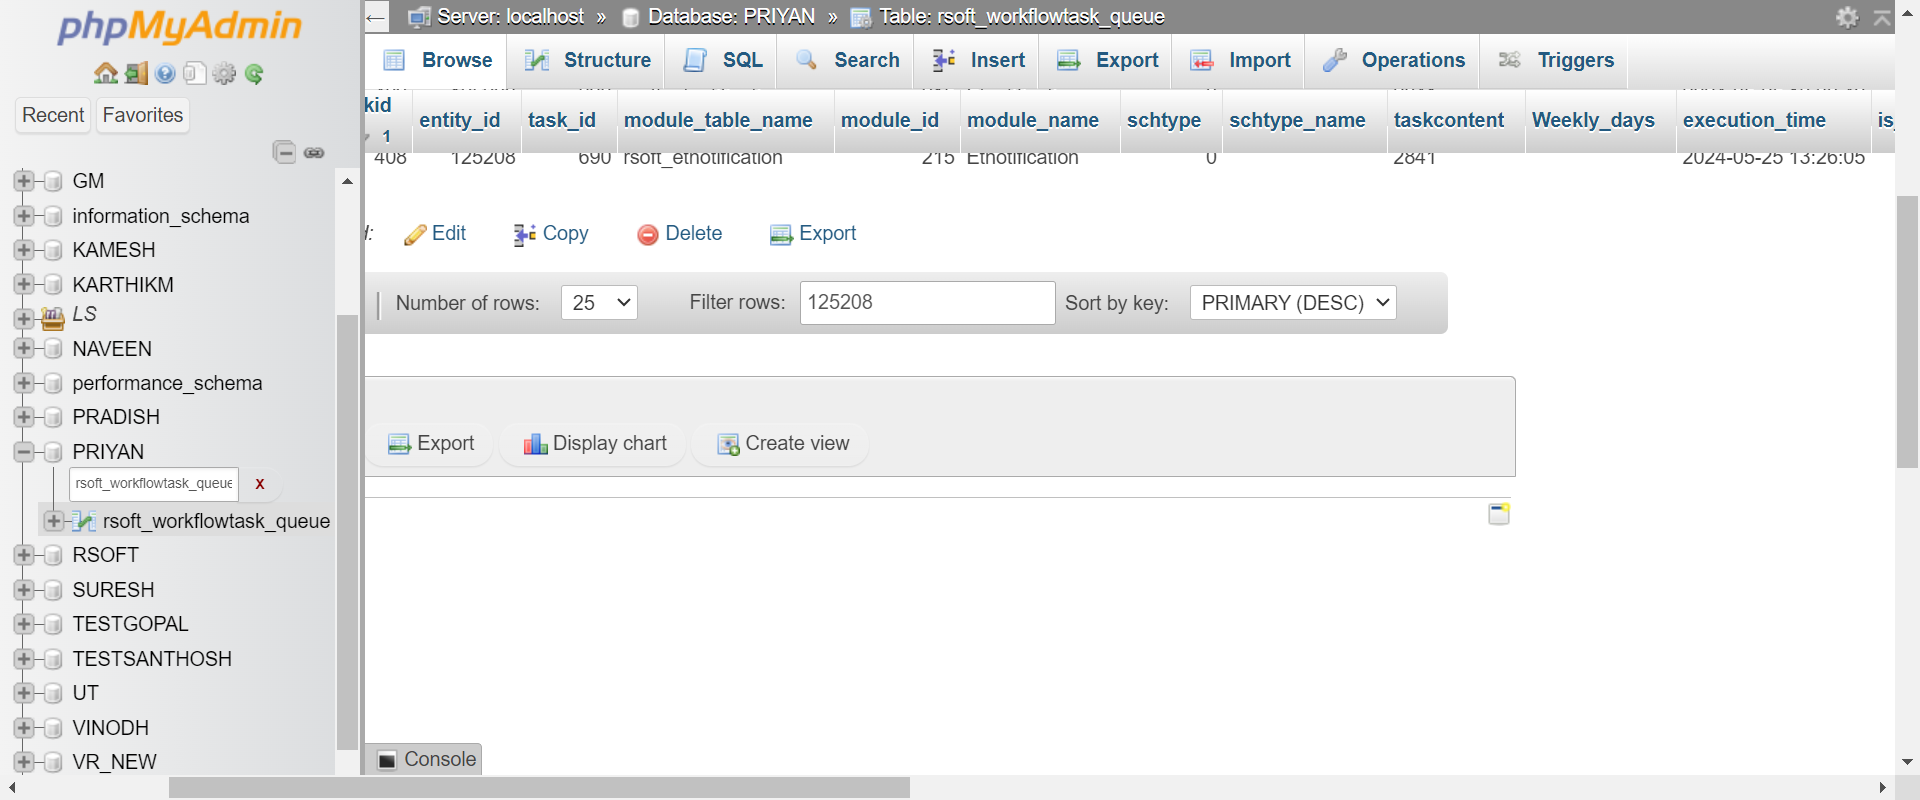 phpMyAdmin
Recent Favorites
GM
information_schema
KAMESH
KARTHIKM
LS
NAVEEN
performance_schema
PRADISH
PRIYAN
rsoft_workflowtask_queue
X
rsoft_workflowtask_queue
RSOFT
SURESH
TESTGOPAL
TESTSANTHOSH
UT
VINODH
VR_NEW
← Server: localhost » Database: PRIYAN » Table: rsoft_workflowtask_queue
Browse Structure SQL Search Insert Export Import Operations Triggers
kid 1 entity_id task_id module_table_name module_id module_name schtype schtype_name taskcontent Weekly_days execution_time is_
408 125208 690 rsoft_etnotification 215 Etnotification 0 2841 2024-05-25 13:26:05
d: Edit Copy Delete Export
Number of rows: 25 Filter rows: 125208 Sort by key: PRIMARY (DESC)
Export Display chart Create view
Console